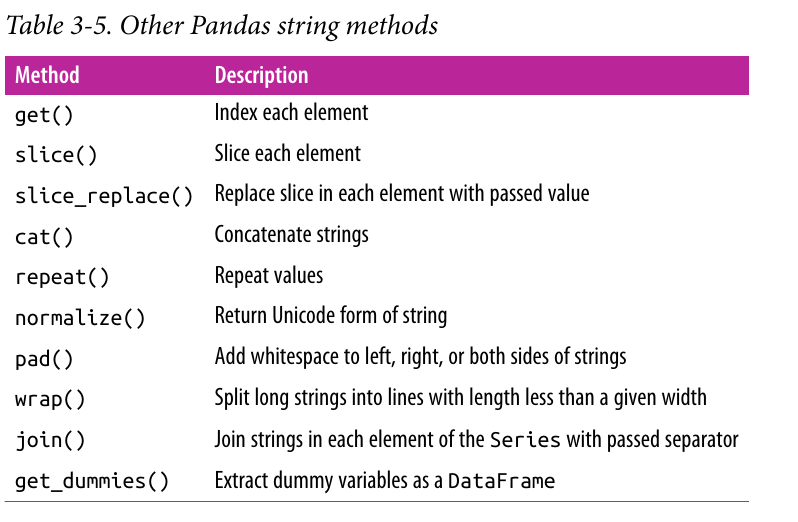 Table 3-5. Other Pandas string methods
Method Description
get() Index each element
slice() Slice each element
slice_replace() Replace slice in each element with passed value
cat() Concatenate strings
repeat() Repeat values
normalize() Return Unicode form of string
pad() Add whitespace to left, right, or both sides of strings
wrap() Split long strings into lines with length less than a given width
join() Join strings in each element of the Series with passed separator
get_dummies() Extract dummy variables as a DataFrame